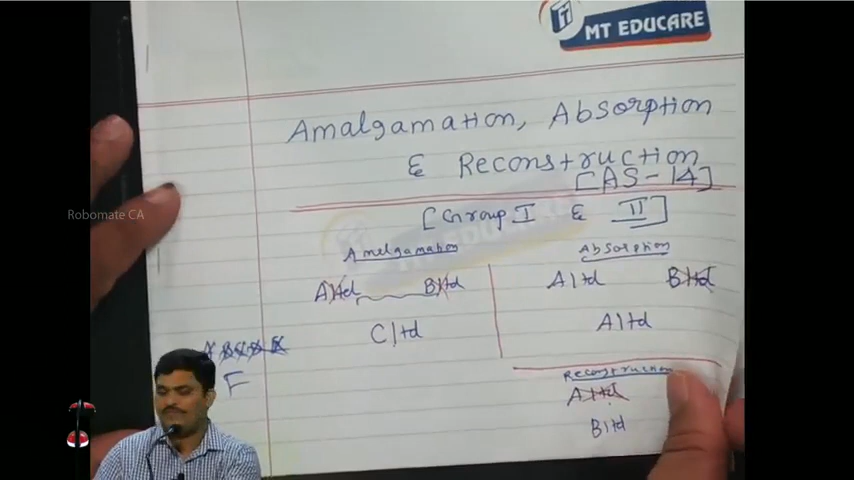 MT EDUCARE
Amalgamation, Absorption
& Reconstruction
[AS-14]
[Group I & II]
Robomate CA
Amelgamation
A ltd B ltd
C ltd
Absorption
A ltd B ltd
A ltd
F
Reconstruction
A ltd
B ltd